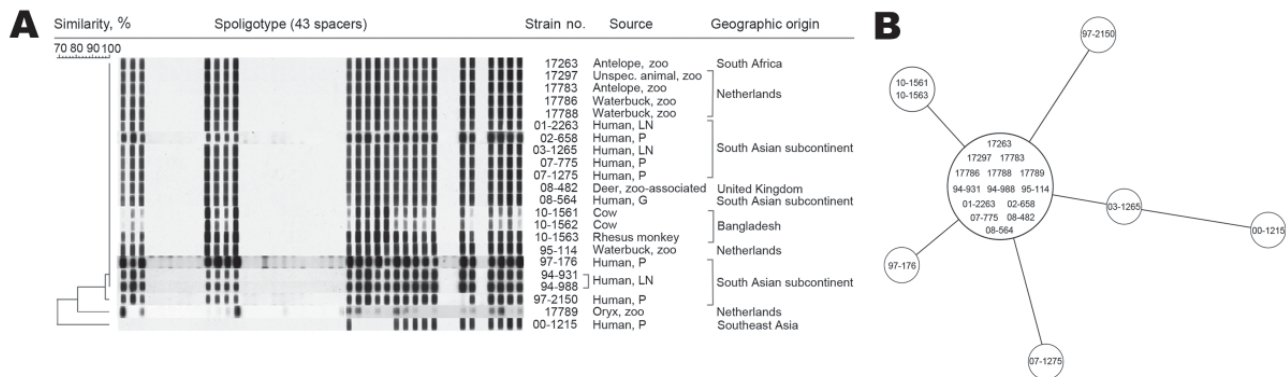 A
Similarity, % Spoligotype (43 spacers) Strain no. Source Geographic origin
70 80 90 100
17263 Antelope, zoo South Africa
17297 Unspec. animal, zoo
17783 Antelope, zoo
17786 Waterbuck, zoo
17788 Waterbuck, zoo
Netherlands
01-2263 Human, LN
02-658 Human, P
03-1265 Human, LN
07-775 Human, P
07-1275 Human, P
South Asian subcontinent
08-482 Deer, zoo-associated United Kingdom
08-564 Human, G South Asian subcontinent
10-1561 Cow
10-1562 Cow
10-1563 Rhesus monkey
Bangladesh
95-114 Waterbuck, zoo Netherlands
97-176 Human, P
94-931
94-988
Human, LN
97-2150 Human, P
South Asian subcontinent
17789 Oryx, zoo Netherlands
00-1215 Human, P Southeast Asia
B
97-2150
10-1561
10-1563
17263
17297 17783
17786 17788 17789
94-931 94-988 95-114
01-2263 02-658
07-775 08-482
08-564
03-1265
00-1215
97-176
07-1275